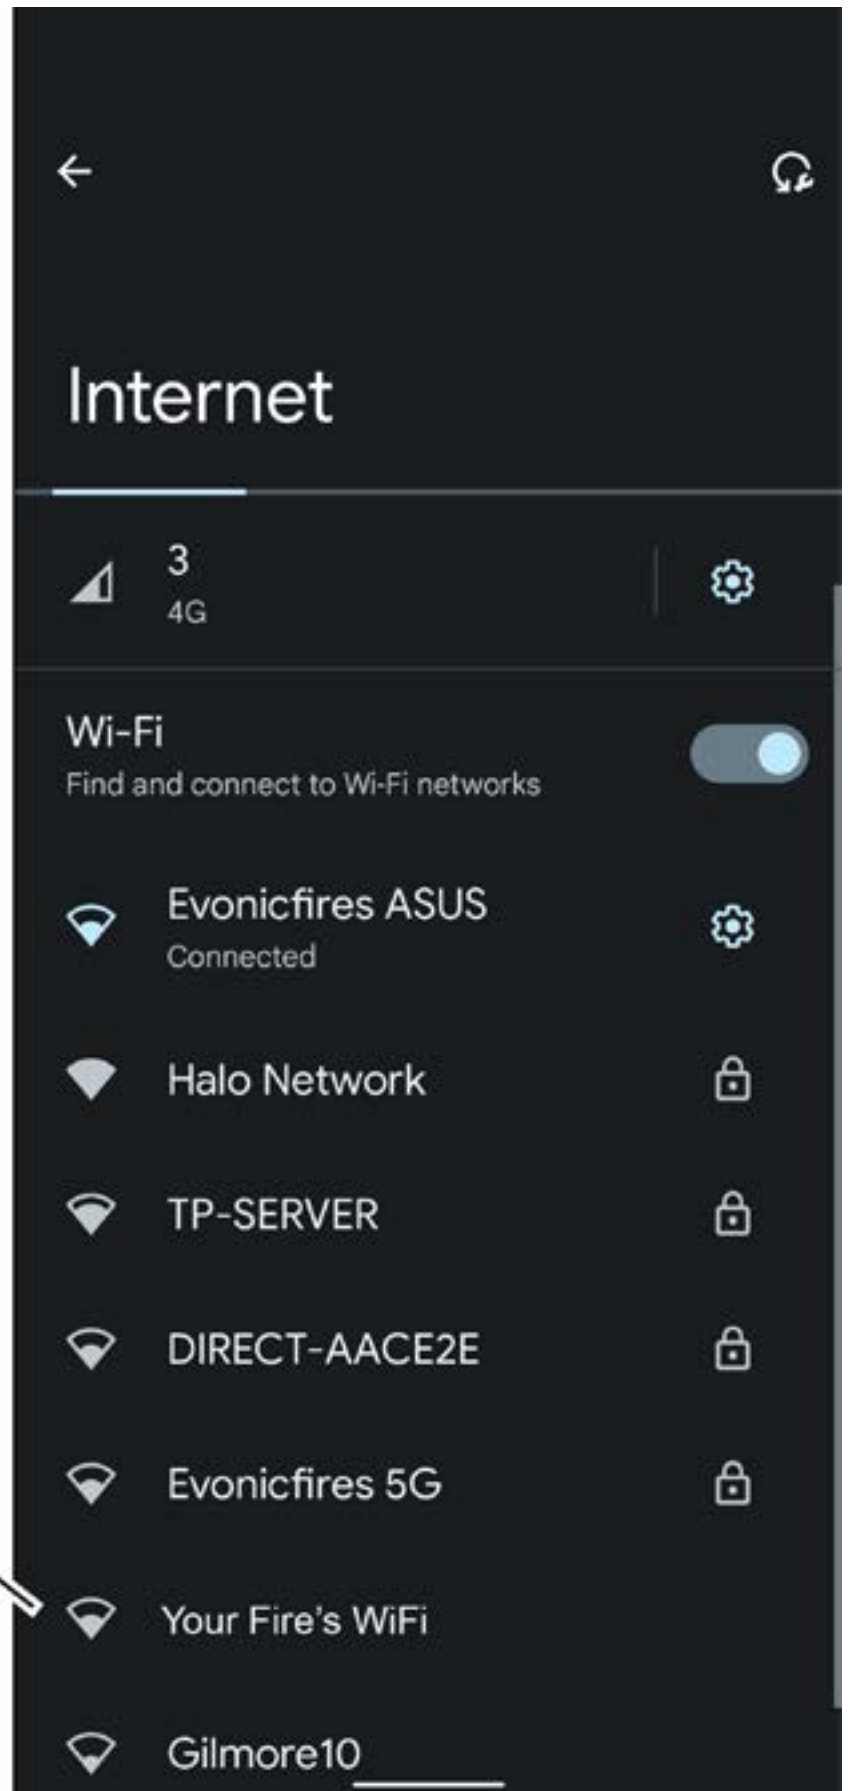 Internet
3
4G
Wi-Fi
Find and connect to Wi-Fi networks
Evonicfires ASUS
Connected
Halo Network
TP-SERVER
DIRECT-AACE2E
Evonicfires 5G
Your Fire's WiFi
Gilmore10